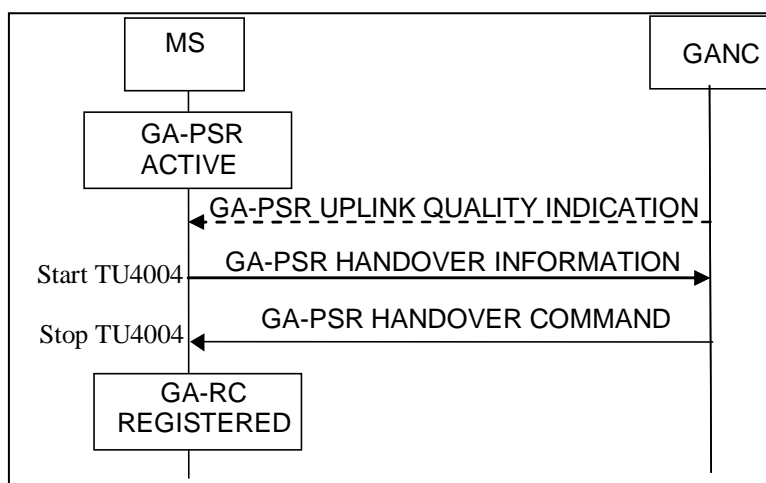 MS
GANC
GA-PSR
ACTIVE
GA-PSR UPLINK QUALITY INDICATION
Start TU4004
GA-PSR HANDOVER INFORMATION
Stop TU4004
GA-PSR HANDOVER COMMAND
GA-RC
REGISTERED